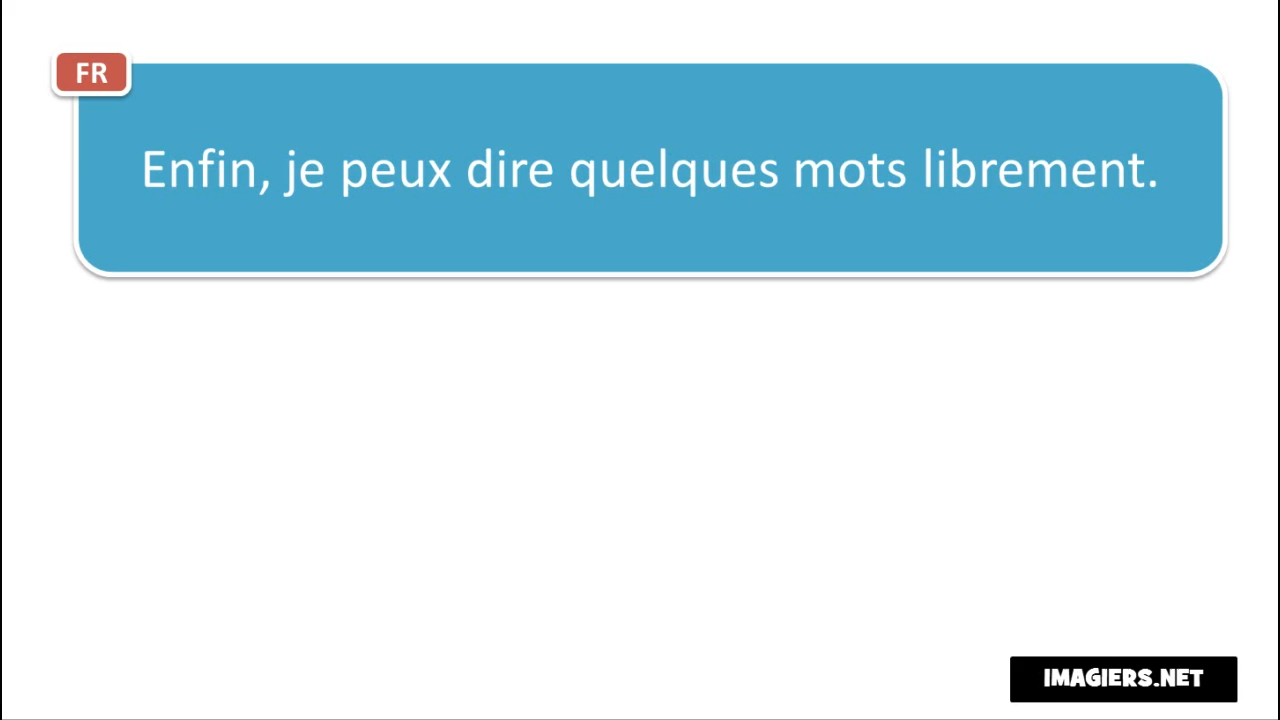 FR
Enfin, je peux dire quelques mots librement.
IMAGIERS.NET